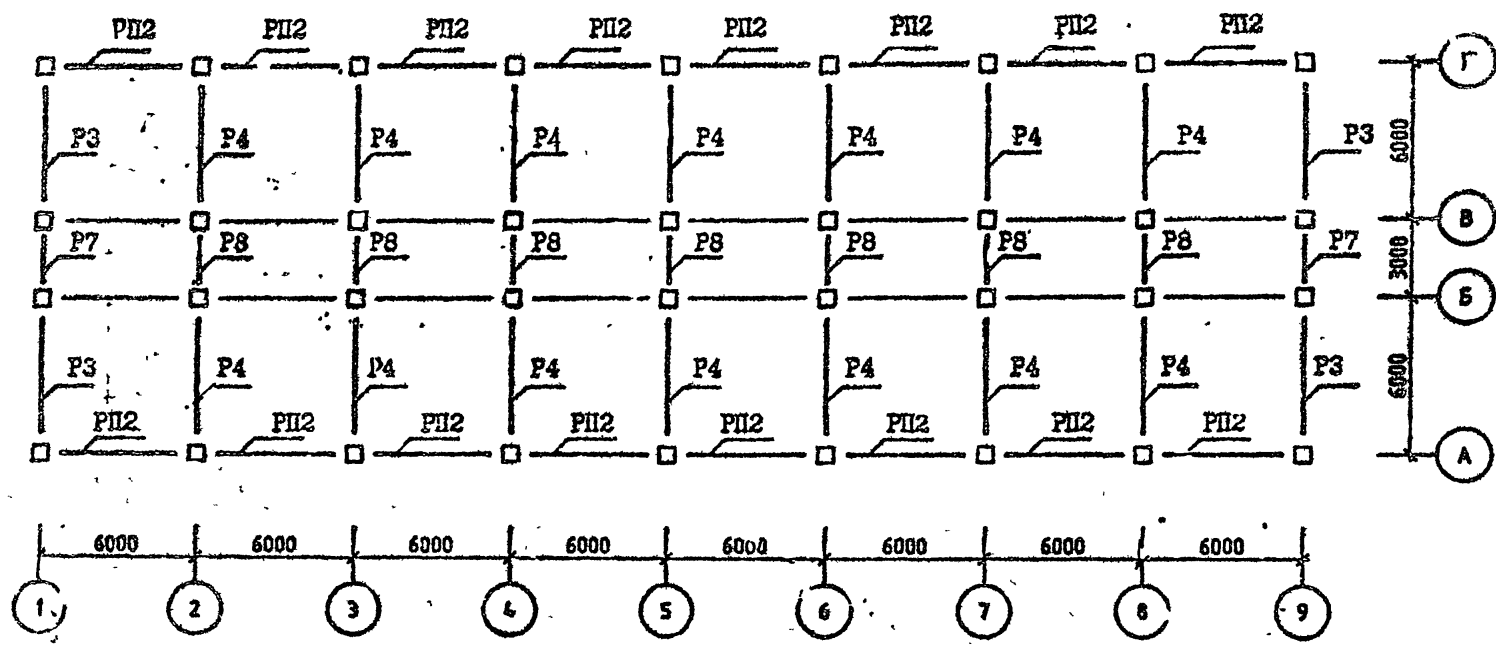 РП2 РП2 РП2 РП2 РП2 РП2 РП2 РП2
Г
Р3 Р4 Р4 Р4 Р4 Р4 Р4 Р4 Р3
6000
В
Р7 Р8 Р8 Р8 Р8 Р8 Р8 Р8 Р7
3000
Б
Р3 Р4 Р4 Р4 Р4 Р4 Р4 Р4 Р3
6000
РП2 РП2 РП2 РП2 РП2 РП2 РП2 РП2
А
6000 6000 6000 6000 6000 6000 6000 6000
1 2 3 4 5 6 7 8 9